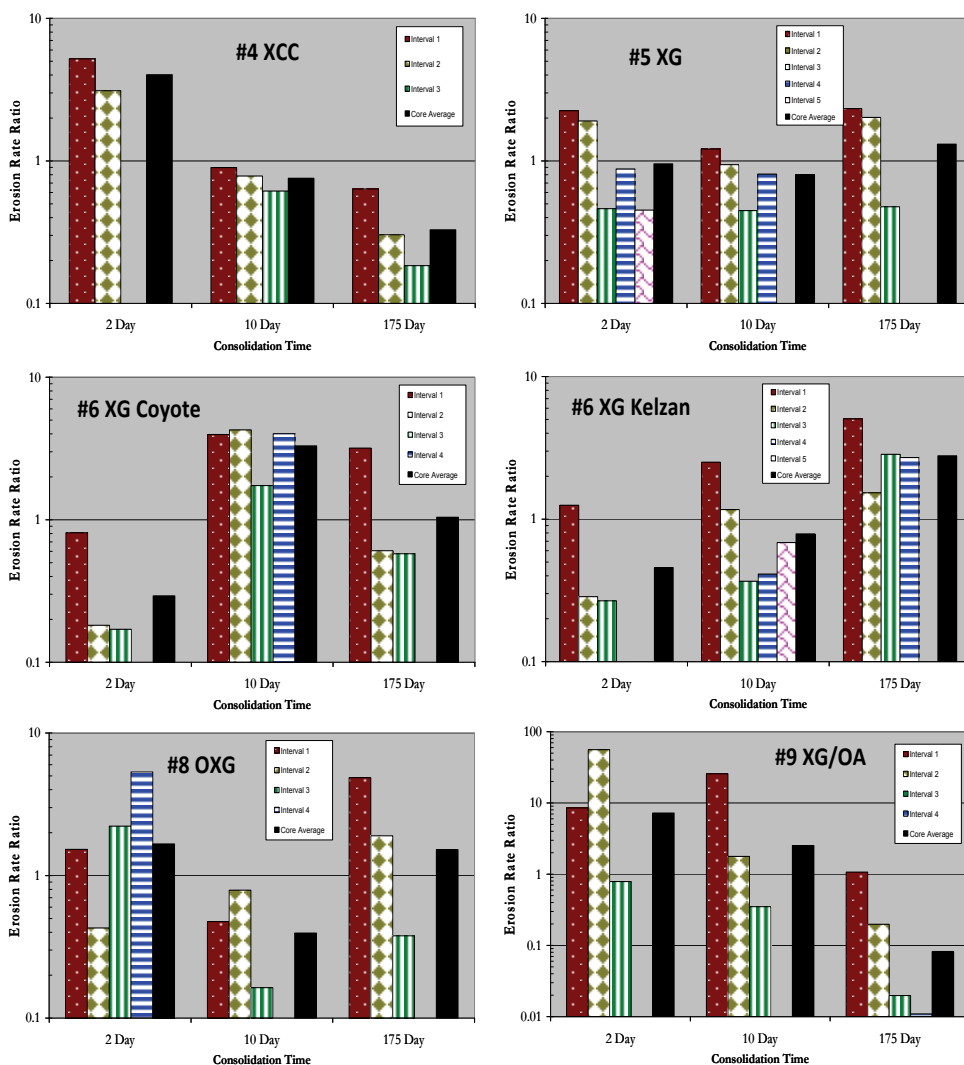 #4 XCC
Erosion Rate Ratio
10
1
0.1
Interval 1
Interval 2
Interval 3
Core Average
2 Day
10 Day
175 Day
Consolidation Time
#5 XG
Erosion Rate Ratio
10
1
0.1
Interval 1
Interval 2
Interval 3
Interval 4
Interval 5
Core Average
2 Day
10 Day
175 Day
Consolidation Time
#6 XG Coyote
Erosion Rate Ratio
10
1
0.1
Interval 1
Interval 2
Interval 3
Interval 4
Core Average
2 Day
10 Day
175 Day
Consolidation Time
#6 XG Kelzan
Erosion Rate Ratio
10
1
0.1
Interval 1
Interval 2
Interval 3
Interval 4
Interval 5
Core Average
2 Day
10 Day
175 Day
Consolidation Time
#8 OXG
Erosion Rate Ratio
10
1
0.1
Interval 1
Interval 2
Interval 3
Interval 4
Core Average
2 Day
10 Day
175 Day
Consolidation Time
#9 XG/OA
Erosion Rate Ratio
100
10
1
0.1
0.01
Interval 1
Interval 2
Interval 3
Interval 4
Core Average
2 Day
10 Day
175 Day
Consolidation Time